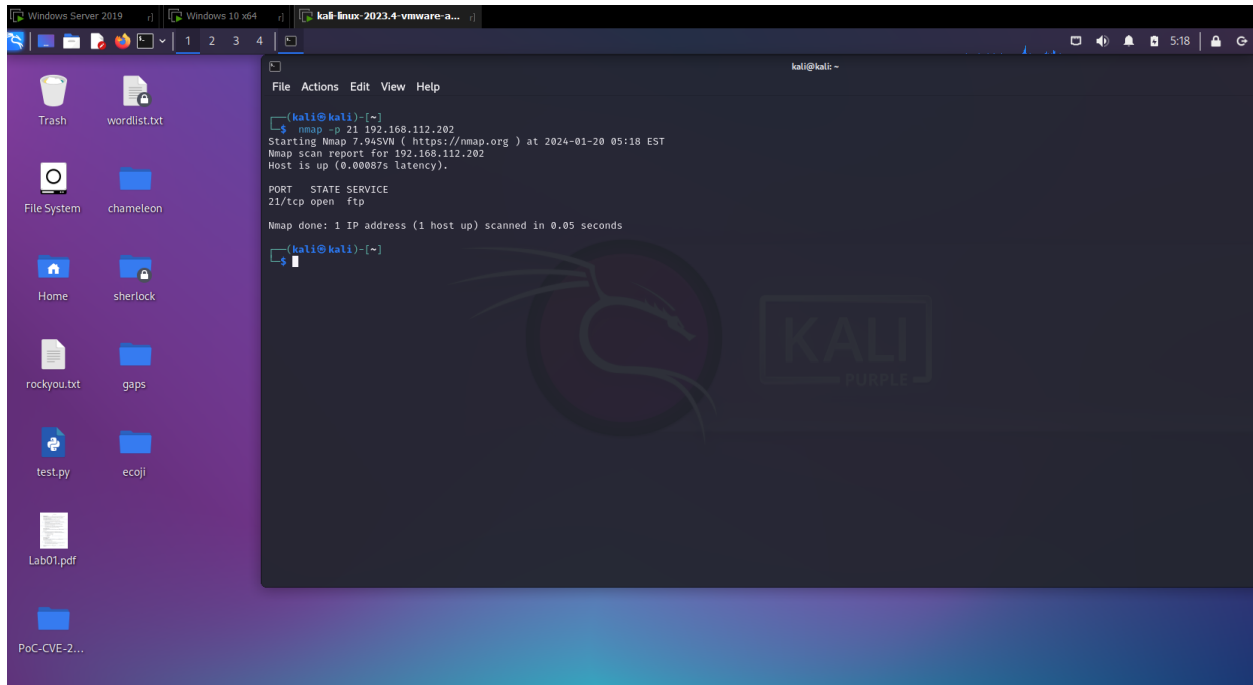 Windows Server 2019
Windows 10 x64
kali-linux-2023.4-vmware-a...
1 2 3 4
5:18
kali@kali: ~
File Actions Edit View Help
Trash
wordlist.txt
File System
chameleon
Home
sherlock
rockyou.txt
gaps
test.py
ecoji
Lab01.pdf
PoC-CVE-2...
(kali㉿kali)-[~]
$ nmap -p 21 192.168.112.202
Starting Nmap 7.94SVN ( https://nmap.org ) at 2024-01-20 05:18 EST
Nmap scan report for 192.168.112.202
Host is up (0.00087s latency).
PORT STATE SERVICE
21/tcp open ftp
Nmap done: 1 IP address (1 host up) scanned in 0.05 seconds
(kali㉿kali)-[~]
$
KALI
PURPLE